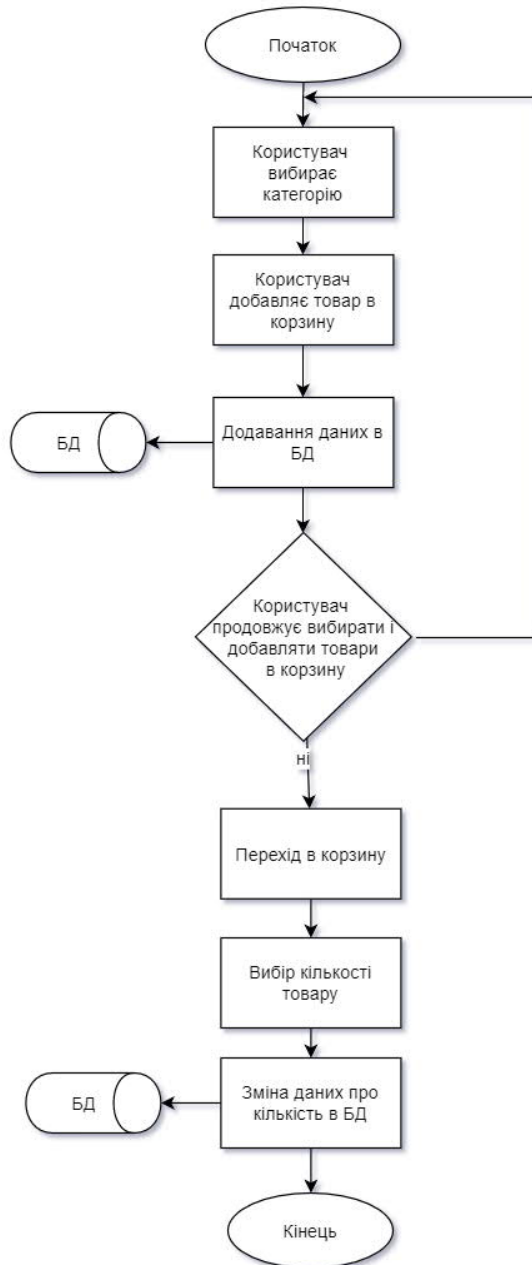 Початок
Користувач
вибирає
категорію
Користувач
добавляє товар в
корзину
Додавання даних в
БД
БД
Користувач
продовжує вибирати і
добавляти товари
в корзину
ні
Перехід в корзину
Вибір кількості
товару
Зміна даних про
кількість в БД
БД
Кінець